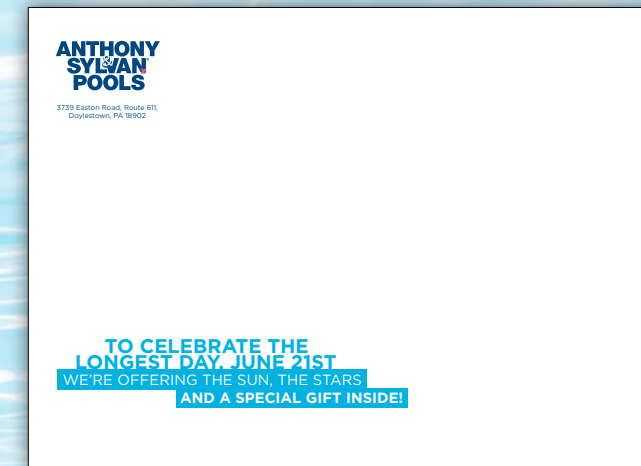 ANTHONY
& SYLVAN
POOLS
3739 Easton Road, Route 611,
Doylestown, PA 18902
TO CELEBRATE THE
LONGEST DAY, JUNE 21ST
WE'RE OFFERING THE SUN, THE STARS
AND A SPECIAL GIFT INSIDE!